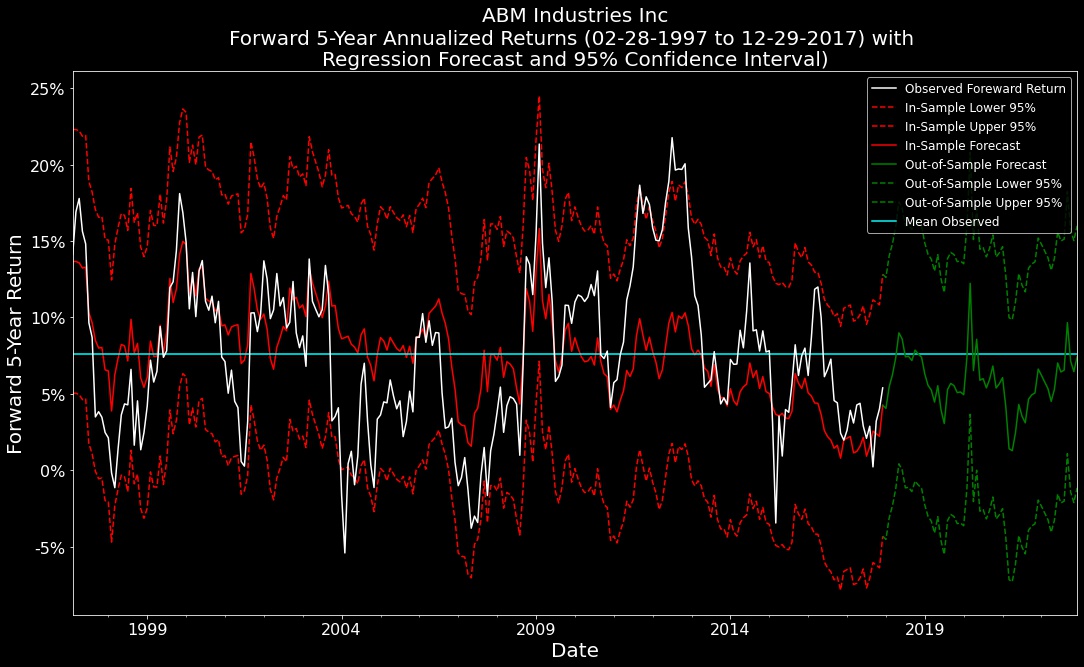 ABM Industries Inc
Forward 5-Year Annualized Returns (02-28-1997 to 12-29-2017) with
Regression Forecast and 95% Confidence Interval)
Observed Foreward Return
In-Sample Lower 95%
In-Sample Upper 95%
In-Sample Forecast
Out-of-Sample Forecast
Out-of-Sample Lower 95%
Out-of-Sample Upper 95%
Mean Observed
Forward 5-Year Return
25%
20%
15%
10%
5%
0%
-5%
1999
2004
2009
2014
2019
Date